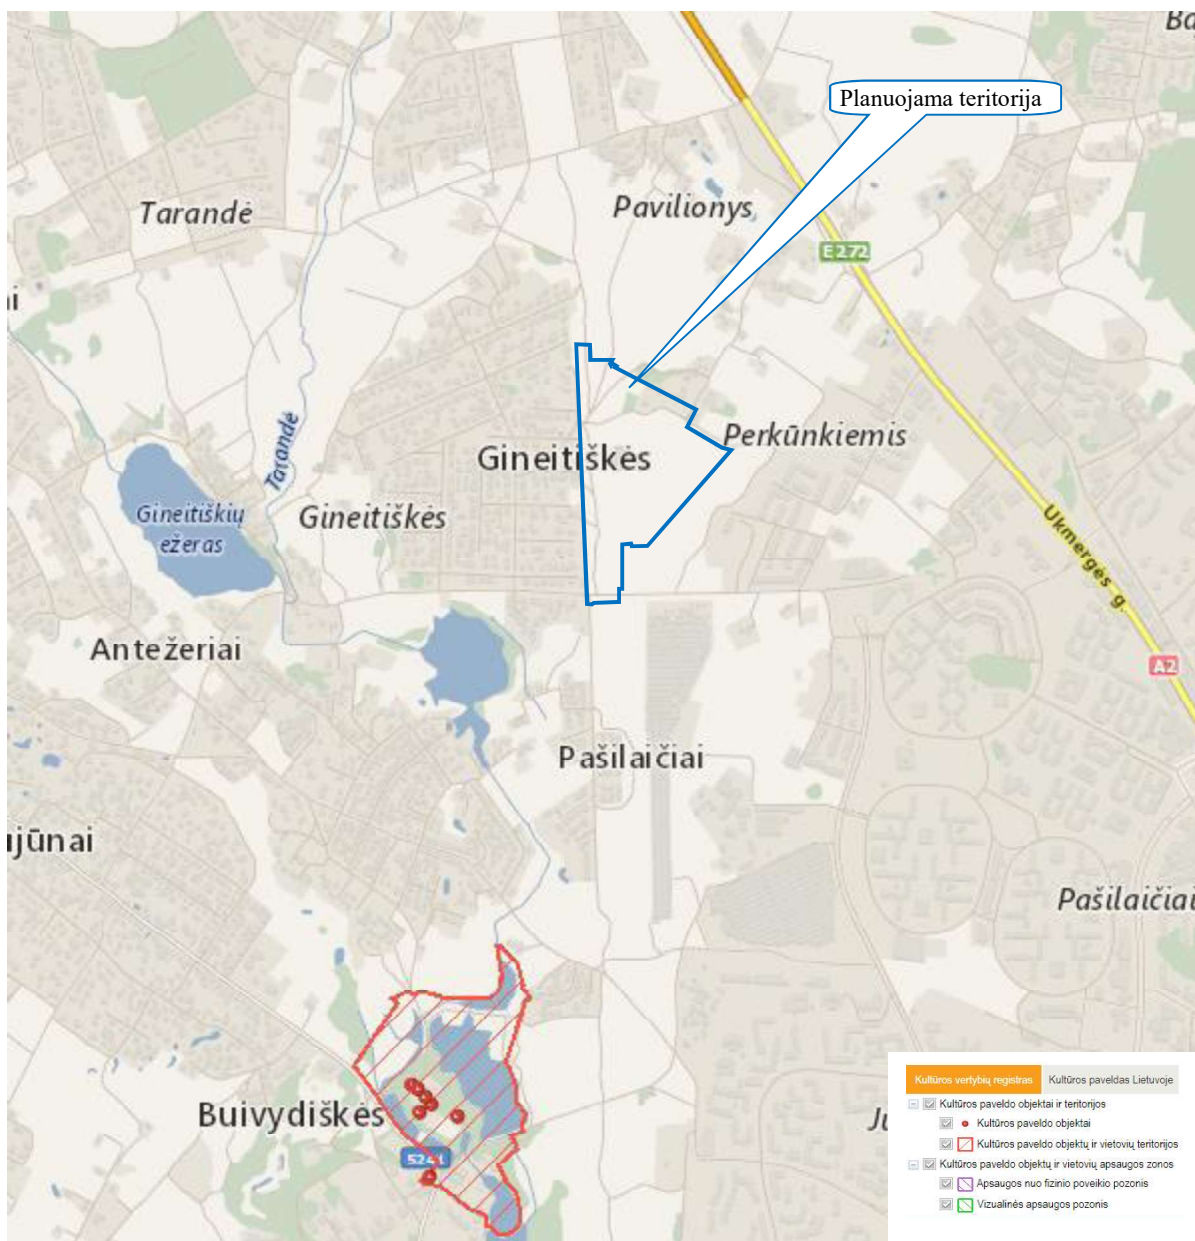 Planuojama teritorija
Tarandė
Pavilionys
E272
Tarandė
Perkūnkiemis
Gineitiškės
Gineitiškių
ežeras
Gineitiškės
Ukmergės g.
Antežeriai
A2
Pašilaičiai
ijūnai
Pašilaičiai
Buivydiškės
5241
Kultūros vertybių registras
Kultūros paveldas Lietuvoje
Kultūros paveldo objektai ir teritorijos
Kultūros paveldo objektai
Kultūros paveldo objektų ir vietovių teritorijos
Kultūros paveldo objektų ir vietovių apsaugos zonos
Apsaugos nuo fizinio poveikio pozonis
Vizualinės apsaugos pozonis